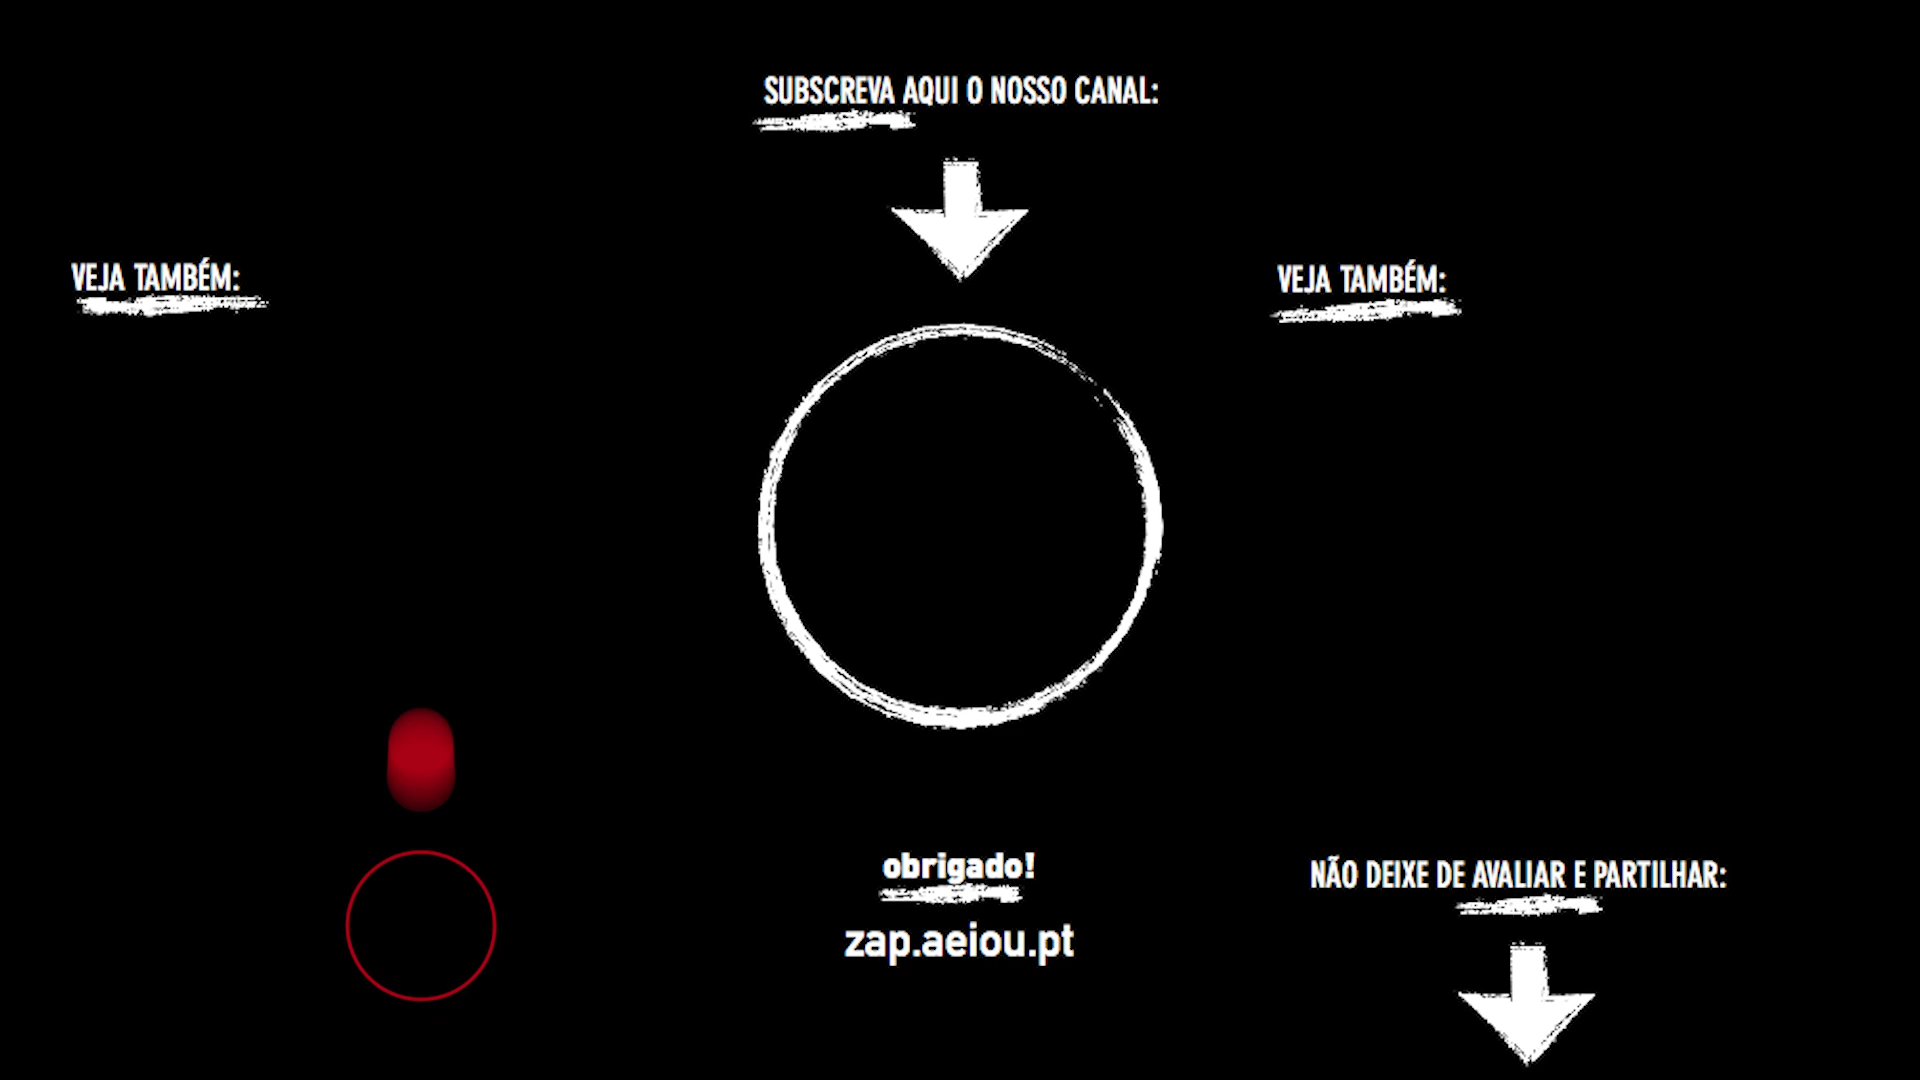 SUBSCREVA AQUI O NOSSO CANAL:
VEJA TAMBÉM:
VEJA TAMBÉM:
obrigado!
zap.aeiou.pt
NÃO DEIXE DE AVALIAR E PARTILHAR: